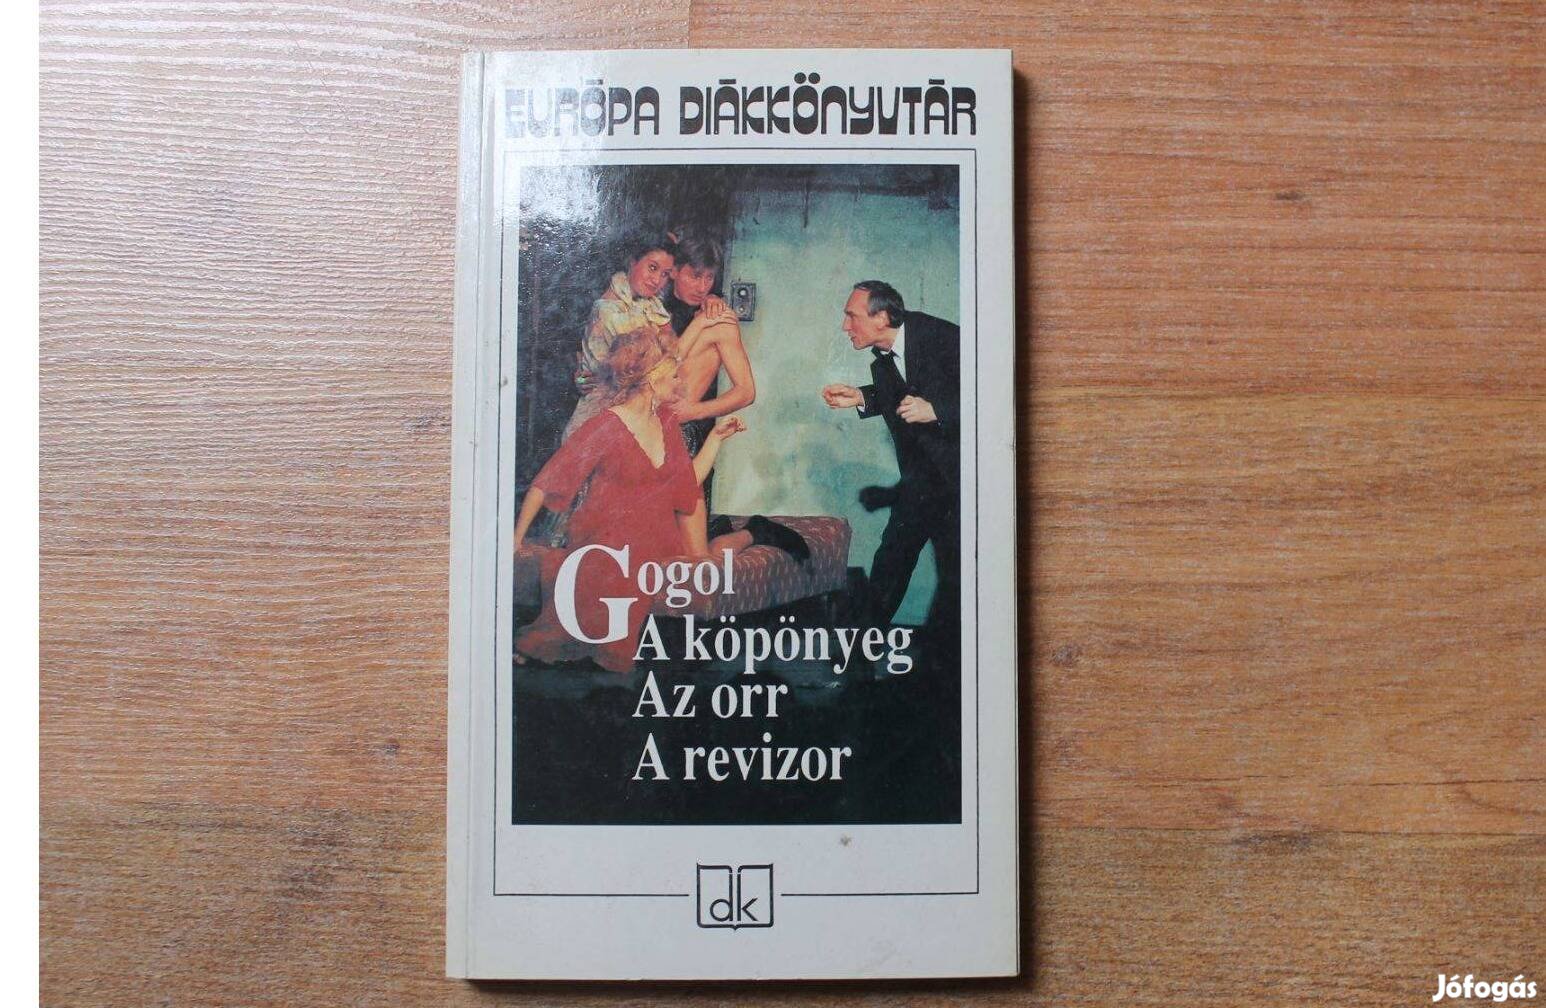 EURÓPA DIÁKKÖNYVTÁR
Gogol
A köpönyeg
Az orr
A revizor
dk
Jófogás